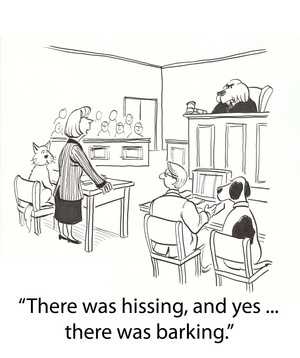 “There was hissing, and yes ...
there was barking.”